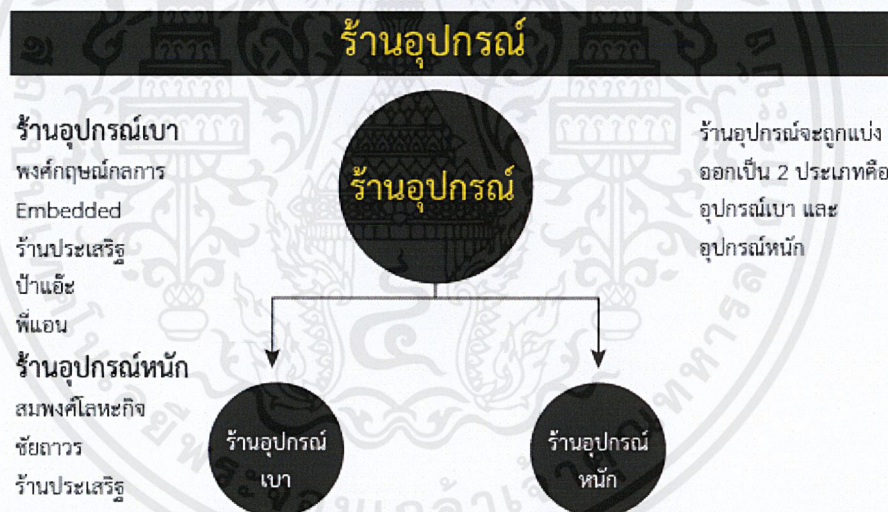 ร้านอุปกรณ์
ร้านอุปกรณ์เบา
พงศ์กฤษณ์กลการ
Embedded
ร้านประเสริฐ
ป้าแอ๊ะ
พี่แอน
ร้านอุปกรณ์หนัก
สมพงศ์โลหะกิจ
ชัยถาวร
ร้านประเสริฐ
ร้านอุปกรณ์
ร้านอุปกรณ์
เบา
ร้านอุปกรณ์
หนัก
ร้านอุปกรณ์จะถูกแบ่ง
ออกเป็น 2 ประเภทคือ
อุปกรณ์เบา และ
อุปกรณ์หนัก